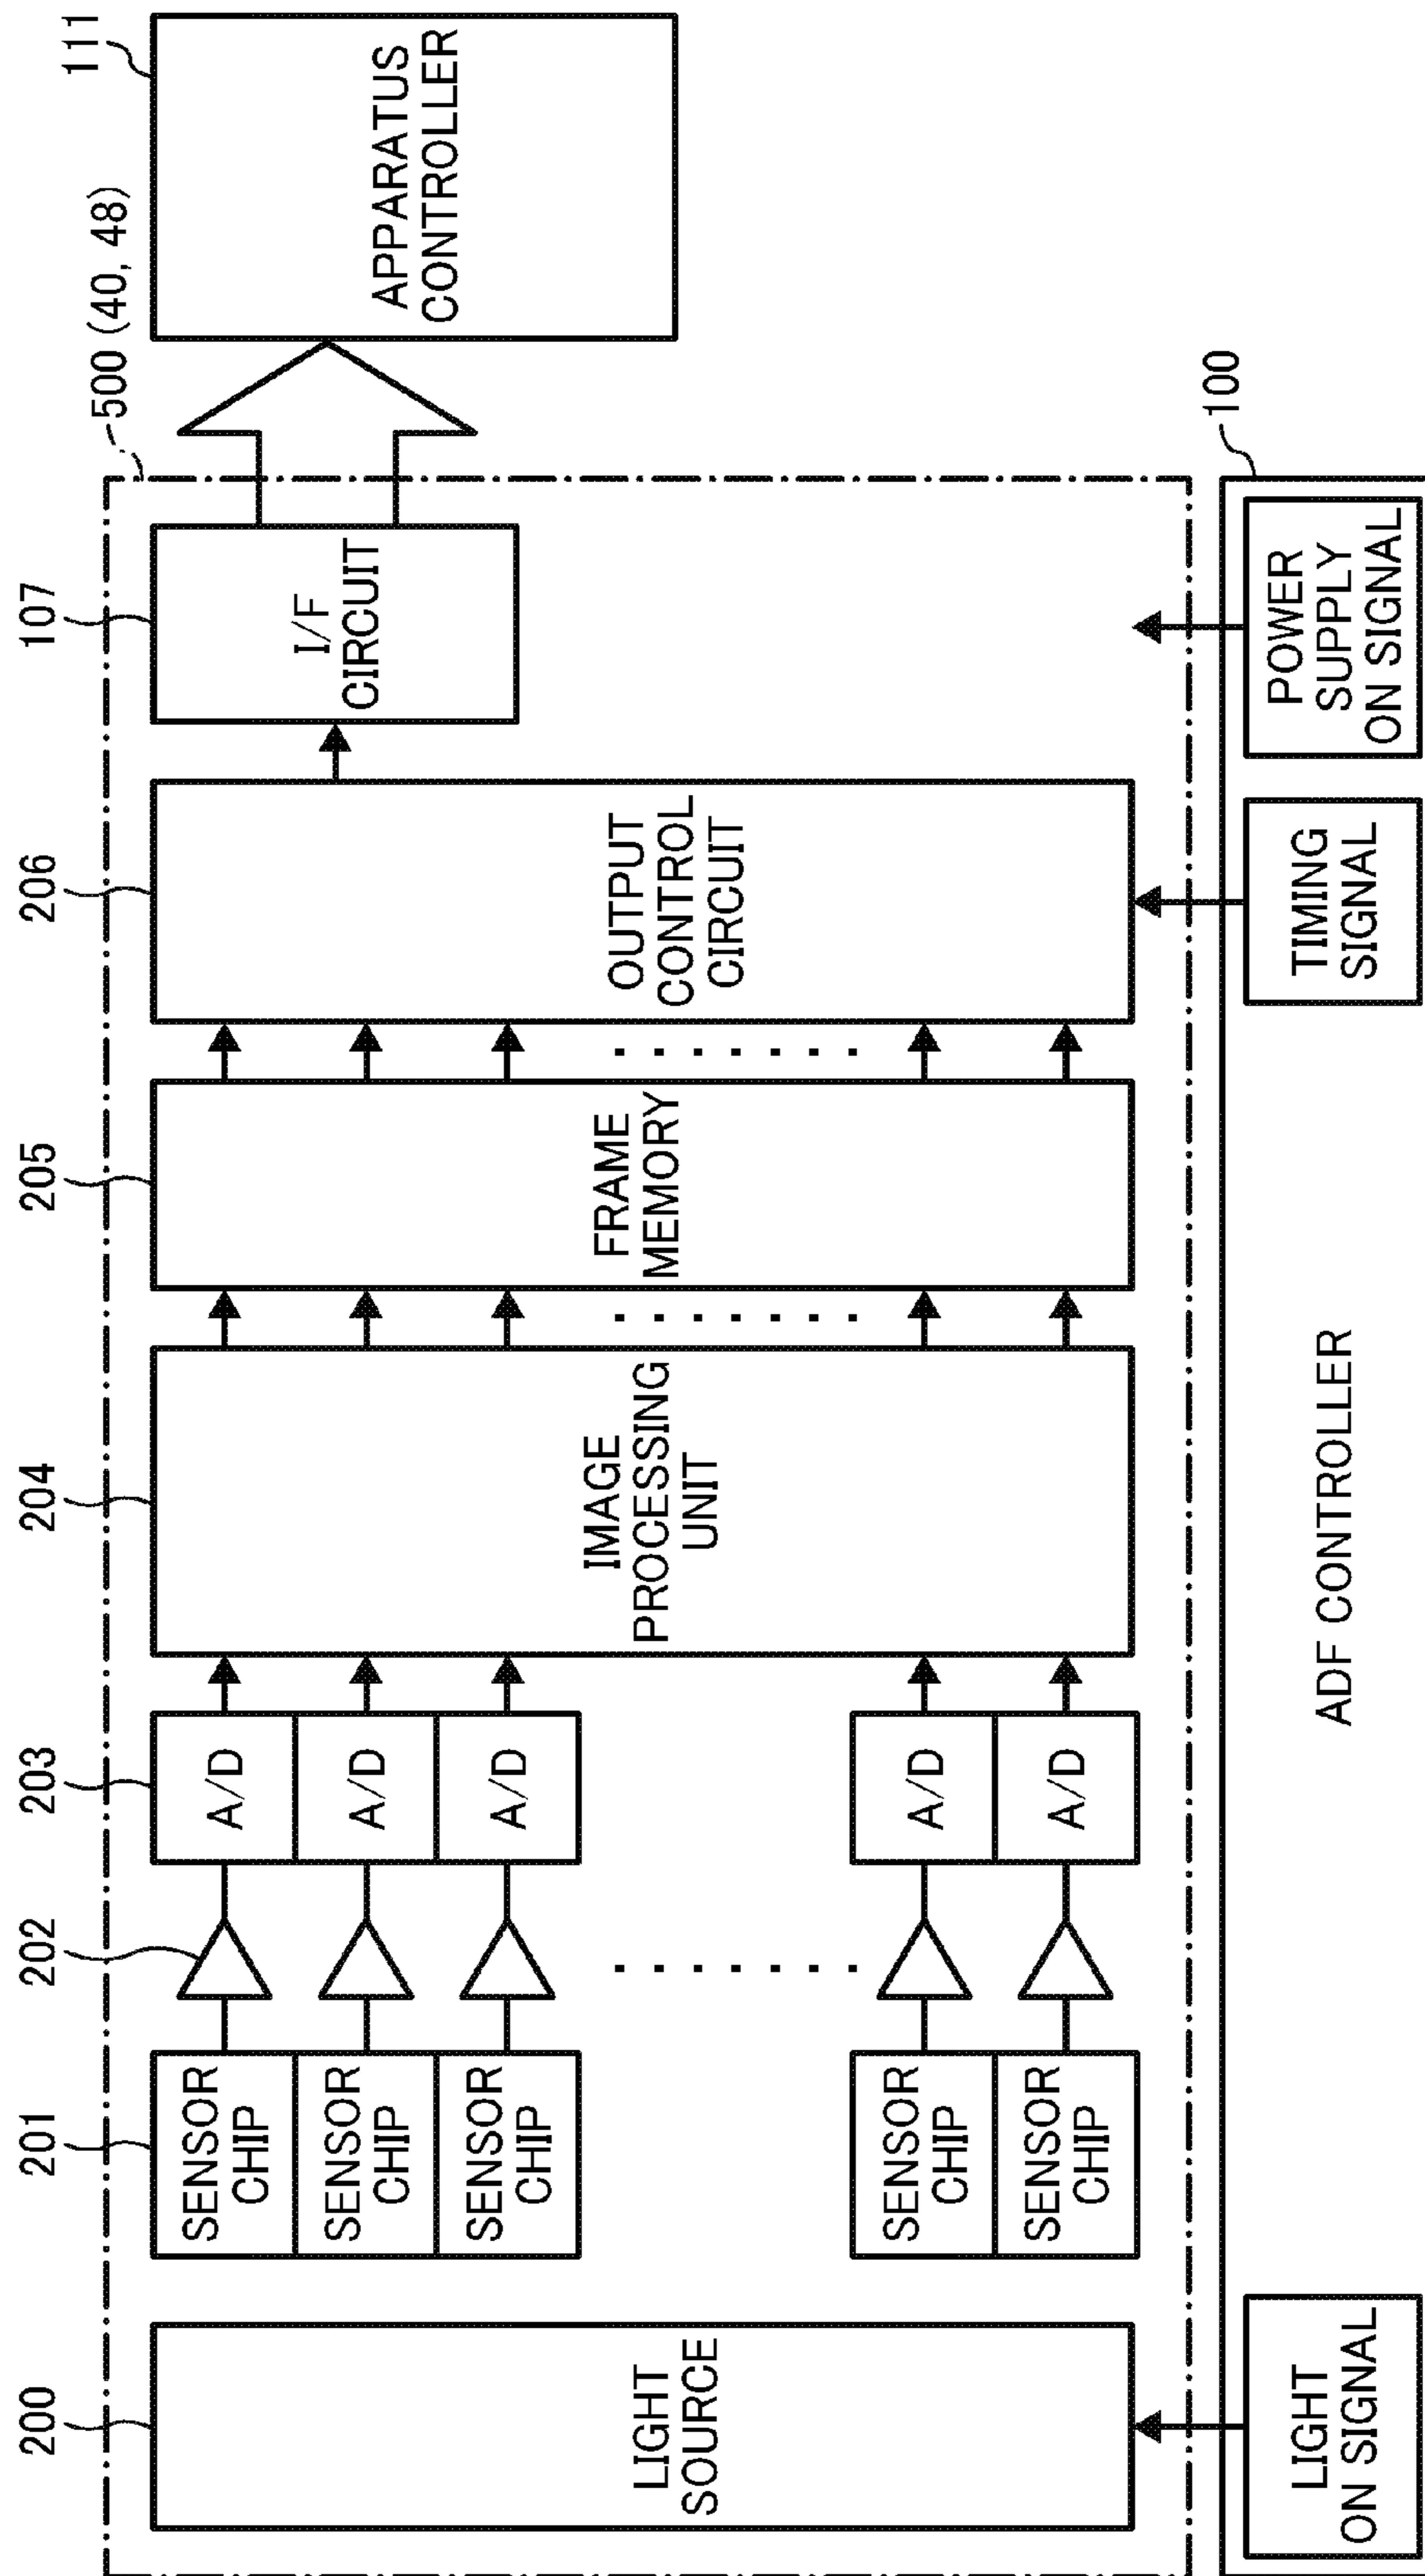 200
201
202
203
204
205
206
107
500 (40, 48)
111
LIGHT
SOURCE
SENSOR
CHIP
SENSOR
CHIP
SENSOR
CHIP
SENSOR
CHIP
SENSOR
CHIP
A/D
A/D
A/D
A/D
A/D
IMAGE
PROCESSING
UNIT
FRAME
MEMORY
OUTPUT
CONTROL
CIRCUIT
I/F
CIRCUIT
APPARATUS
CONTROLLER
100
LIGHT
ON SIGNAL
ADF CONTROLLER
TIMING
SIGNAL
POWER
SUPPLY
ON SIGNAL